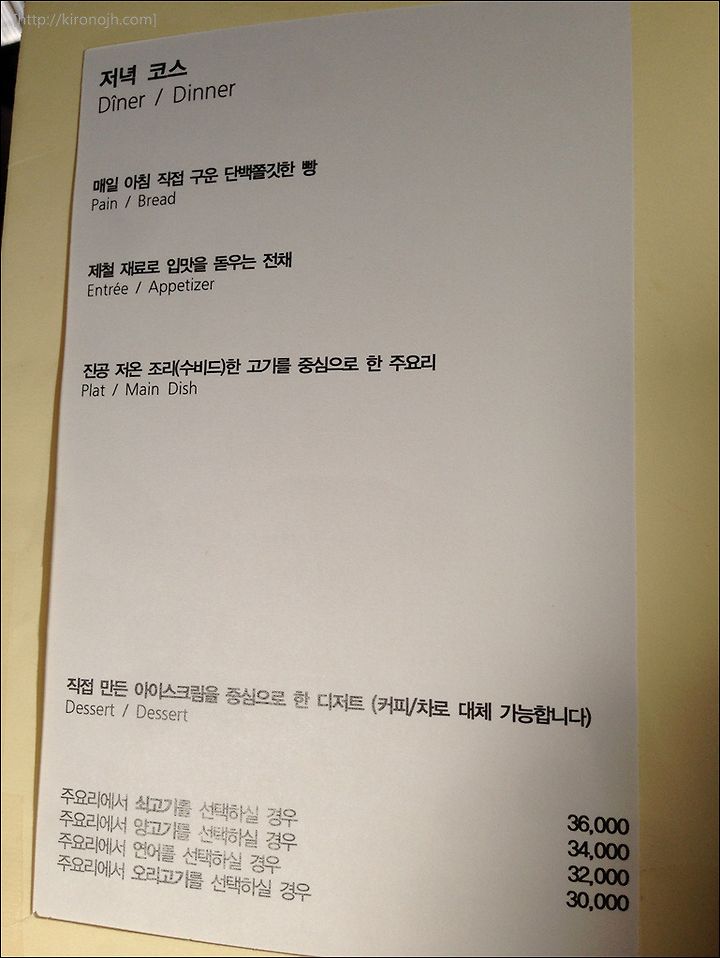 [http://kironojh.com]
저녁 코스
Dîner / Dinner
매일 아침 직접 구운 단백쫄깃한 빵
Pain / Bread
제철 재료로 입맛을 돋우는 전채
Entrée / Appetizer
진공 저온 조리(수비드)한 고기를 중심으로 한 주요리
Plat / Main Dish
직접 만든 아이스크림을 중심으로 한 디저트 (커피/차로 대체 가능합니다)
Dessert / Dessert
주요리에서 쇠고기를 선택하실 경우 36,000
주요리에서 양고기를 선택하실 경우 34,000
주요리에서 연어를 선택하실 경우 32,000
주요리에서 오리고기를 선택하실 경우 30,000